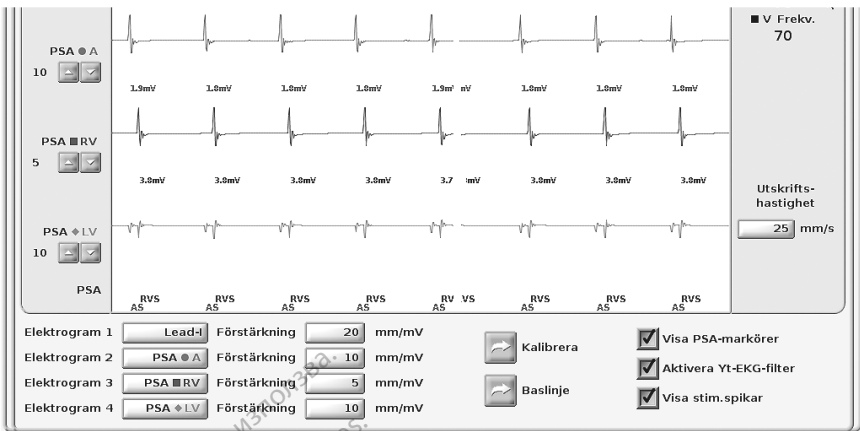 ■ V Frekv.
70
PSA ● A
10
1.9mV 1.8mV 1.8mV 1.8mV 1.9m mV 1.8mV 1.8mV 1.8mV
PSA ■ RV
5
3.8mV 3.8mV 3.8mV 3.8mV 3.7 mV 3.8mV 3.8mV 3.8mV
Utskrifts-
hastighet
25 mm/s
PSA ◆ LV
10
PSA
RVS RVS RVS RVS RV VS RVS RVS RVS
AS AS AS AS AS AS AS
Elektrogram 1 Lead-I Förstärkning 20 mm/mV
Elektrogram 2 PSA ● A Förstärkning 10 mm/mV
Elektrogram 3 PSA ■ RV Förstärkning 5 mm/mV
Elektrogram 4 PSA ◆ LV Förstärkning 10 mm/mV
Kalibrera
Baslinje
Visa PSA-markörer
Aktivera Yt-EKG-filter
Visa stim.spikar
използва.